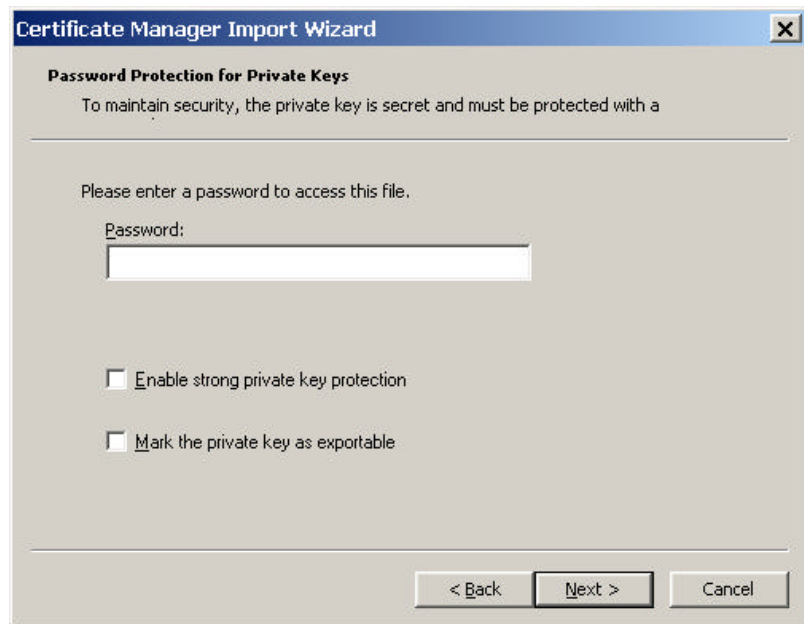 Certificate Manager Import Wizard
Password Protection for Private Keys
To maintain security, the private key is secret and must be protected with a
Please enter a password to access this file.
Password:
Enable strong private key protection
Mark the private key as exportable
< Back Next > Cancel